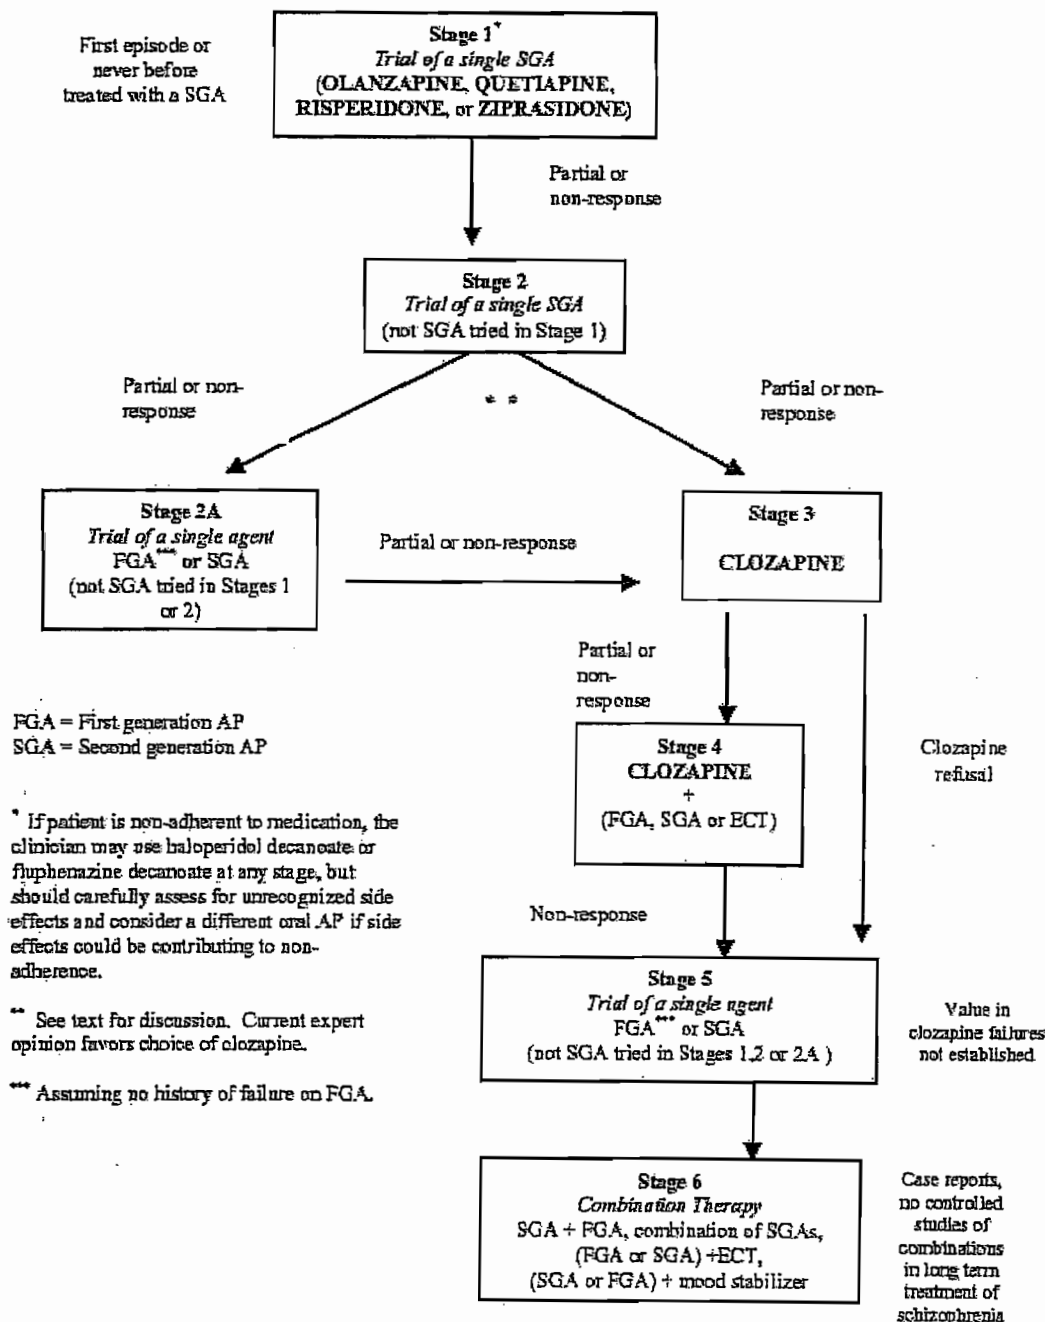 First episode or
never before
treated with a SGA
Stage 1*
Trial of a single SGA
(OLANZAPINE, QUETIAPINE,
RISPERIDONE, or ZIPRASIDONE)
Partial or
non-response
Stage 2
Trial of a single SGA
(not SGA tried in Stage 1)
Partial or non-
response
* *
Partial or non-
response
Stage 2A
Trial of a single agent
FGA*** or SGA
(not SGA tried in Stages 1
or 2)
Partial or non-response
Stage 3
CLOZAPINE
Partial or
non-
response
Clozapine
refusal
Stage 4
CLOZAPINE
+
(FGA, SGA or ECT)
Non-response
FGA = First generation AP
SGA = Second generation AP
* If patient is non-adherent to medication, the
clinician may use haloperidol decanoate or
fluphenazine decanoate at any stage, but
should carefully assess for unrecognized side
effects and consider a different oral AP if side
effects could be contributing to non-
adherence.
** See text for discussion. Current expert
opinion favors choice of clozapine.
*** Assuming no history of failure on FGA.
Stage 5
Trial of a single agent
FGA*** or SGA
(not SGA tried in Stages 1,2 or 2A )
Value in
clozapine failures
not established
Stage 6
Combination Therapy
SGA + FGA, combination of SGAs,
(FGA or SGA) +ECT,
(SGA or FGA) + mood stabilizer
Case reports,
no controlled
studies of
combinations
in long term
treatment of
schizophrenia